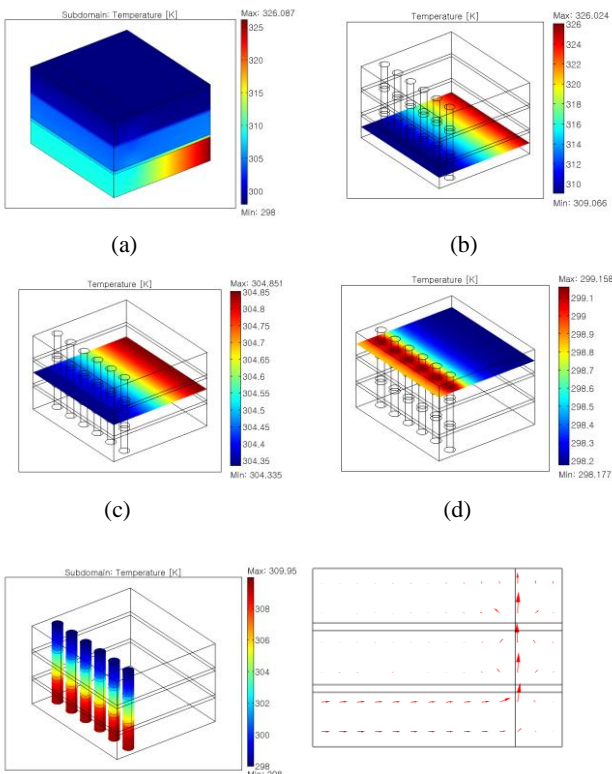 Subdomain: Temperature [K]
Max: 326.087
325
320
315
310
305
300
Min: 298
(a)
Temperature [K]
Max: 326.024
326
324
322
320
318
316
314
312
310
Min: 309.066
(b)
Temperature [K]
Max: 304.851
304.85
304.8
304.75
304.7
304.65
304.6
304.55
304.5
304.45
304.4
304.35
Min: 304.335
(c)
Temperature [K]
Max: 299.158
299.1
299
298.9
298.8
298.7
298.6
298.5
298.4
298.3
298.2
Min: 298.177
(d)
Subdomain: Temperature [K]
Max: 309.95
308
306
304
302
300
298